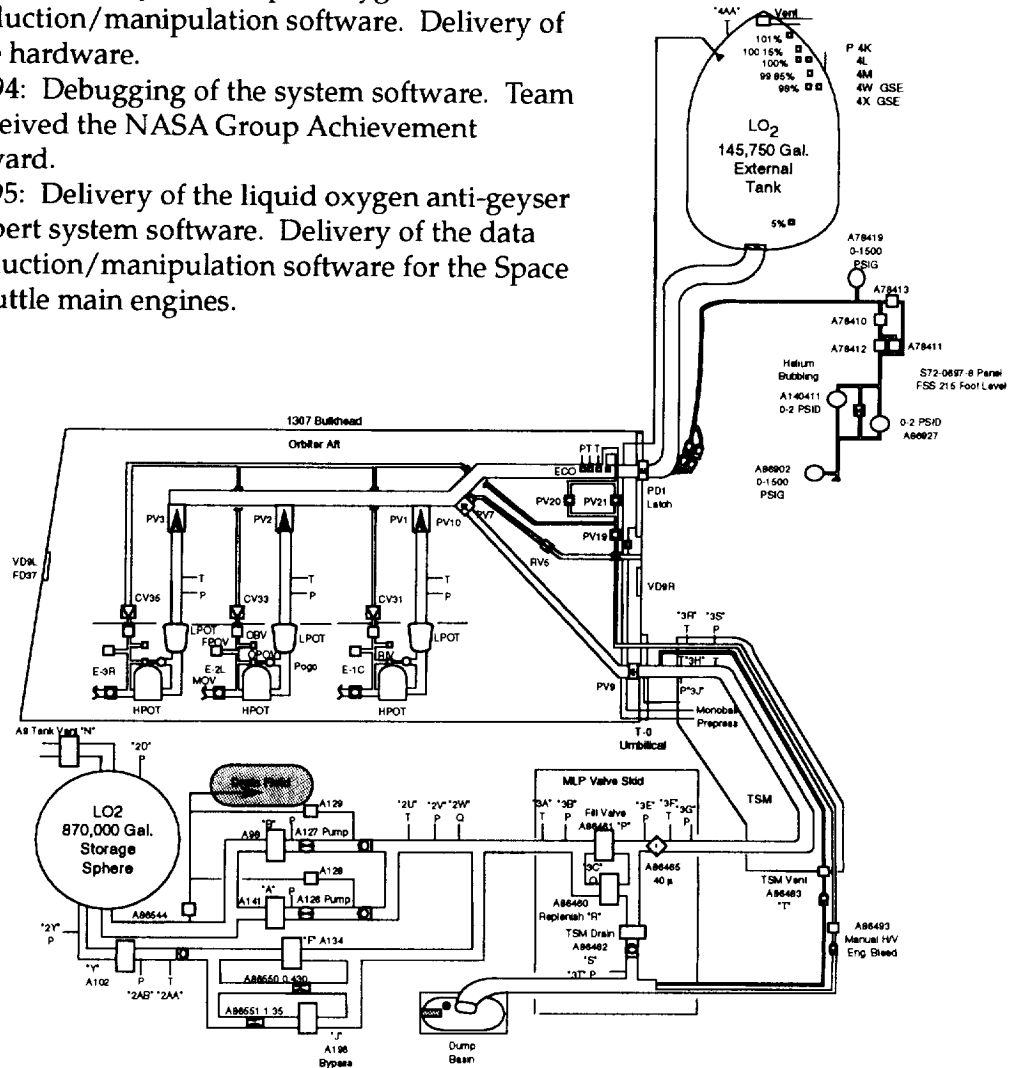 duction/manipulation software. Delivery of
hardware.
94: Debugging of the system software. Team
eived the NASA Group Achievement
ward.
95: Delivery of the liquid oxygen anti-geyser
pert system software. Delivery of the data
duction/manipulation software for the Space
uttle main engines.
"4AA"
Vent
101%
100 15%
100%
99 85%
98%
P 4K
4L
4M
4W GSE
4X GSE
LO2
145,750 Gal.
External
Tank
5%
A78419
0-1500
PSIG
A78413
A78410
A78412
A78411
Helium
Bubbling
S72-0697-8 Panel
FSS 215 Foot Level
A140411
0-2 PSID
0-2 PSID
A86927
A86902
0-1500
PSIG
1307 Bulkhead
Orbiter Aft
PT T
ECO
PD1
Latch
PV20
PV21
PV3
PV2
PV1
PV10
PV7
PV19
RV6
VD9L
FD37
VD9R
T
P
T
P
T
P
CV35
CV33
CV31
LPOT
LPOT
LPOT
FPOV
OBV
OPOV
Pogo
E-3R
E-2L
MOV
E-1C
HPOT
HPOT
HPOT
"3R"
T
"3S"
P
T"3H"
T
P"3J"
PV9
Monoball
Prepress
T-0
Umbilical
A9 Tank Vent "N"
"2D"
P
LO2
870,000 Gal.
Storage
Sphere
A129
"B"
P
A127 Pump
A128
"A"
P
A141
A126 Pump
A86544
"2Y"
P
"Y"
A102
P
"2AB"
T
"2AA"
"F" A134
A86550 0.430
A86551 1.35
"J"
A196
Bypass
"2U"
T
"2V"
P
"2W"
Q
MLP Valve Skid
"3A"
T
"3B"
P
Fill Valve
A86461 "P"
"3E"
P
"3F"
T
"3G"
P
"3C"
Q
A86460
Replenish "R"
A86465
40 µ
TSM Drain
A86462
"S"
"3T" P
TSM
TSM Vent
A86463
"T"
A86493
Manual H/V
Eng Bleed
Dump
Basin